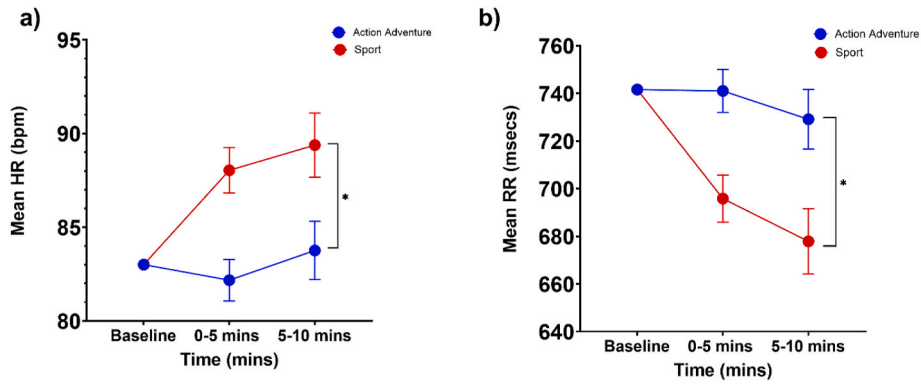 a)
Mean HR (bpm)
95
90
85
80
Action Adventure
Sport
*
Baseline 0-5 mins 5-10 mins
Time (mins)
b)
Mean RR (msecs)
760
740
720
700
680
660
640
Action Adventure
Sport
*
Baseline 0-5 mins 5-10 mins
Time (mins)